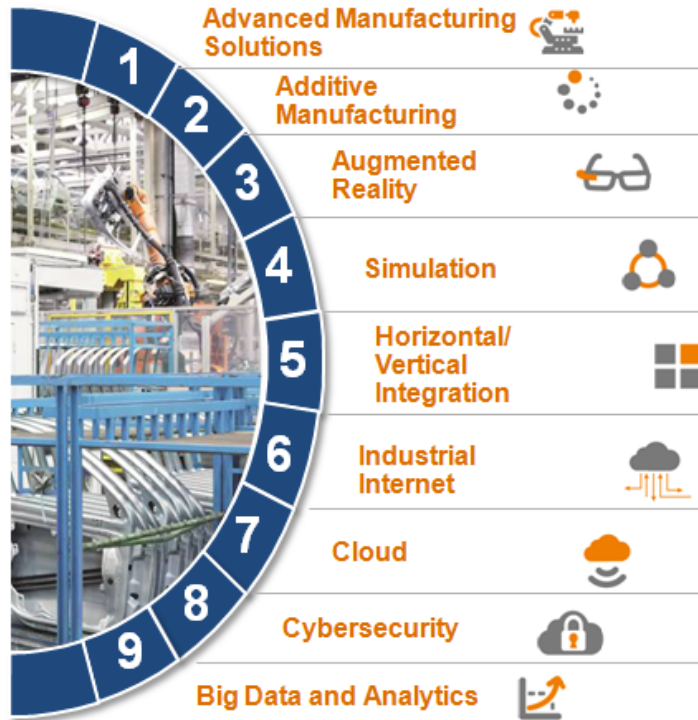 1
Advanced Manufacturing
Solutions
2
Additive
Manufacturing
3
Augmented
Reality
4
Simulation
5
Horizontal/
Vertical
Integration
6
Industrial
Internet
7
Cloud
8
Cybersecurity
9
Big Data and Analytics